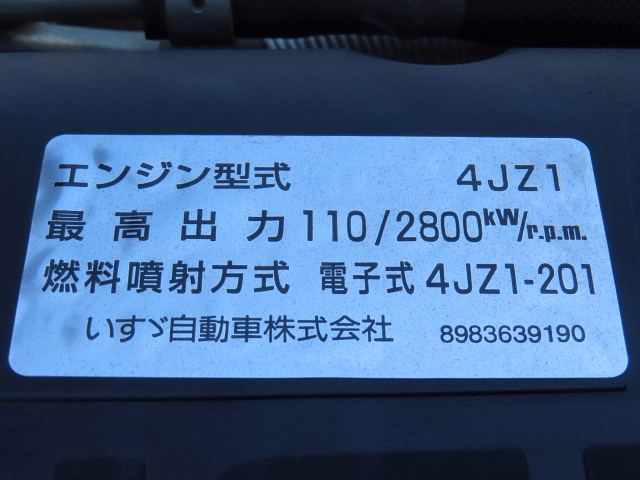 エンジン型式 4JZ1
最高出力 110/2800kW/r.p.m.
燃料噴射方式 電子式 4JZ1-201
いすゞ自動車株式会社 8983639190